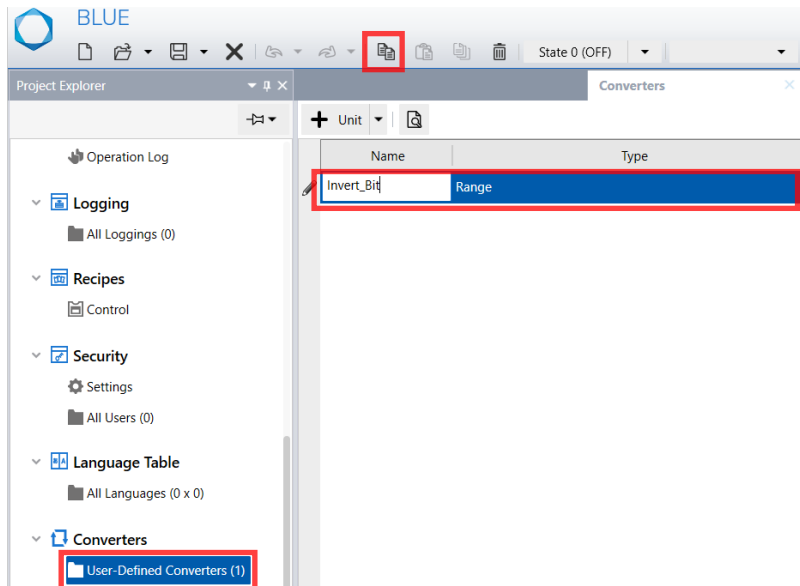 BLUE
State 0 (OFF)
Project Explorer
Converters
Unit
Name Type
Invert_Bit Range
Operation Log
Logging
All Loggings (0)
Recipes
Control
Security
Settings
All Users (0)
Language Table
All Languages (0 x 0)
Converters
User-Defined Converters (1)